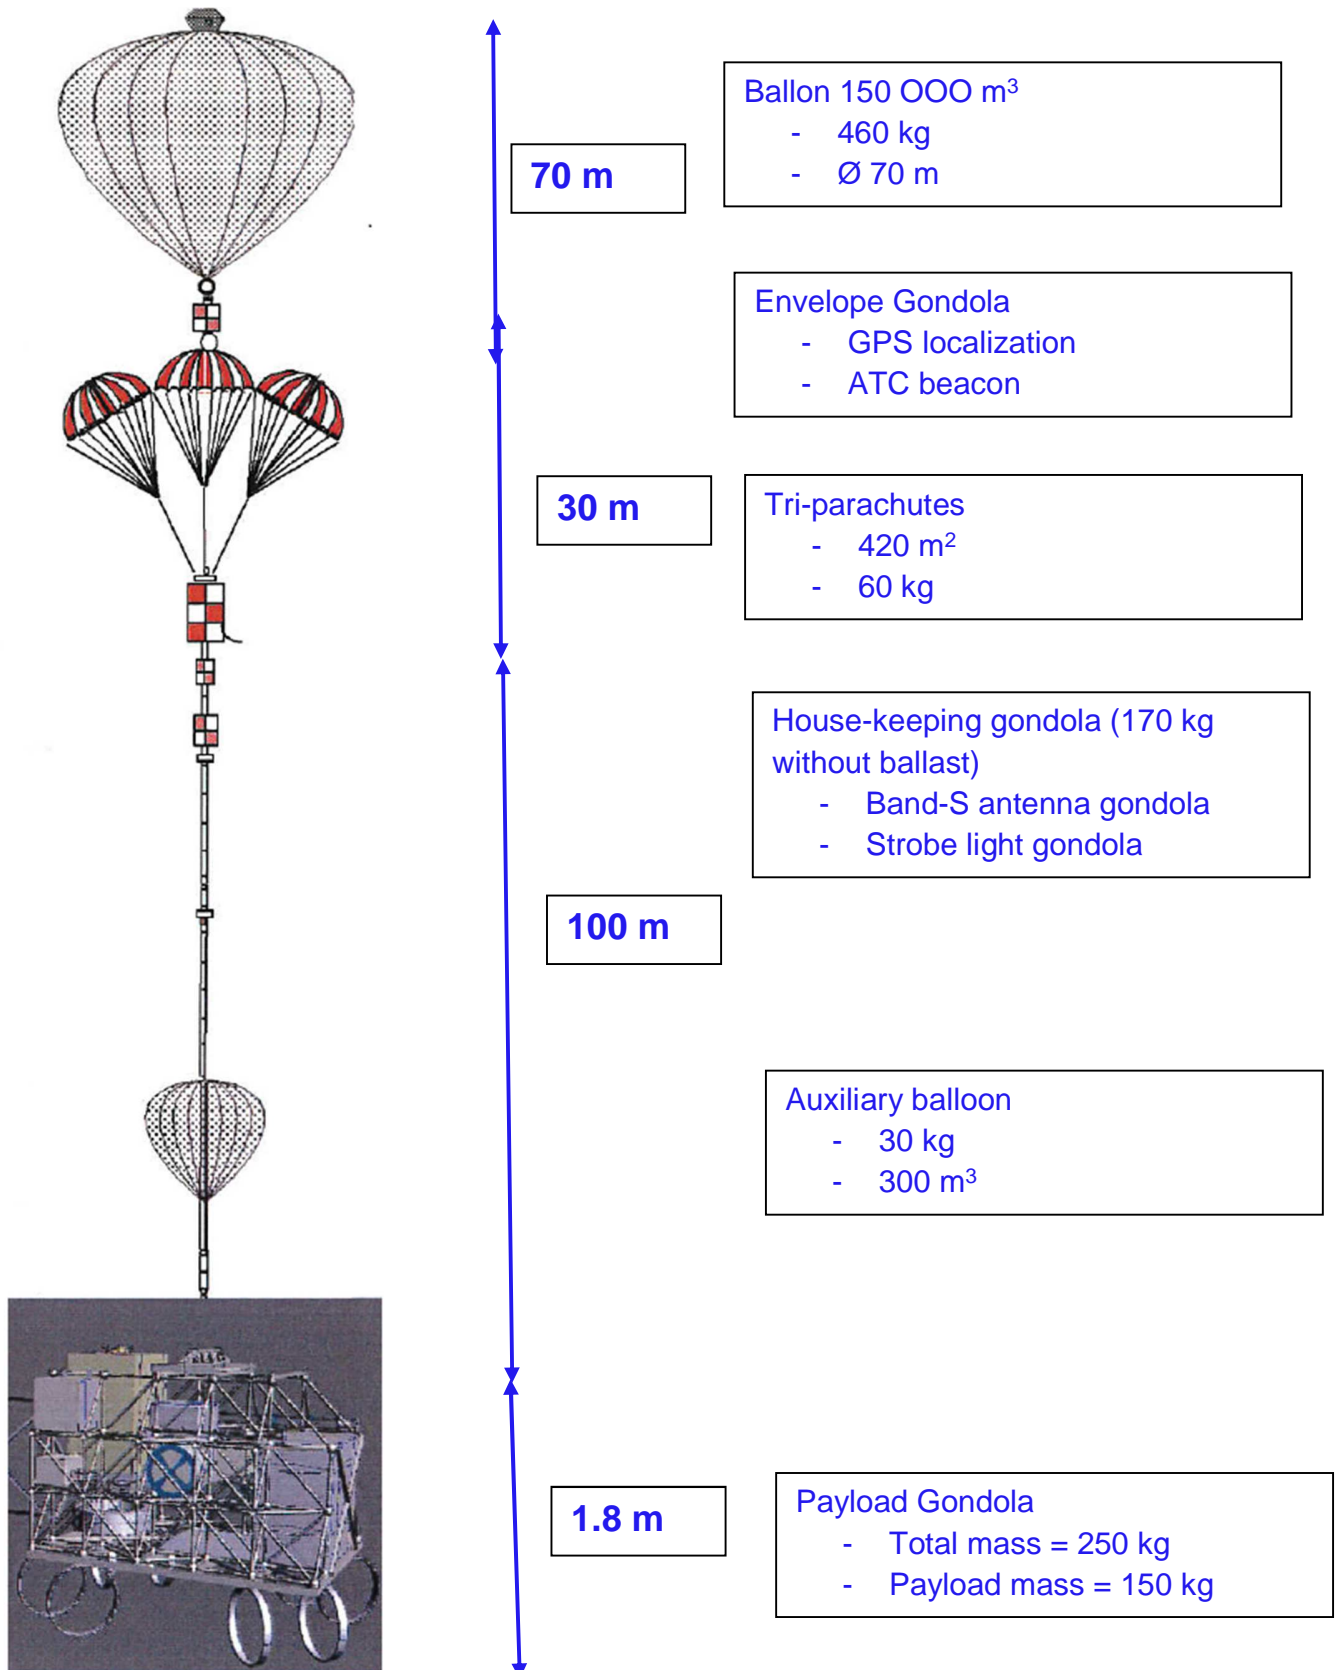 Ballon 150 OOO m³
- 460 kg
- Ø 70 m
70 m
Envelope Gondola
- GPS localization
- ATC beacon
30 m
Tri-parachutes
- 420 m²
- 60 kg
House-keeping gondola (170 kg
without ballast)
- Band-S antenna gondola
- Strobe light gondola
100 m
Auxiliary balloon
- 30 kg
- 300 m³
1.8 m
Payload Gondola
- Total mass = 250 kg
- Payload mass = 150 kg